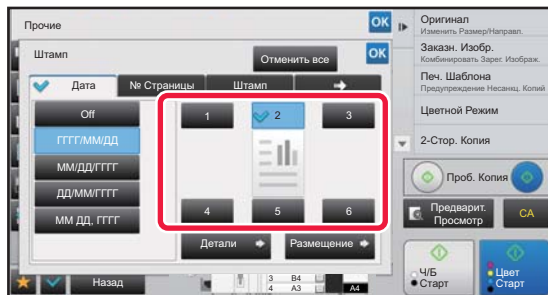 Прочие
OK
Штамп
Отменить все
OK
Дата
№ Страницы
Штамп
Off
ГГГГ/ММ/ДД
ММ/ДД/ГГГГ
ДД/ММ/ГГГГ
ММ ДД, ГГГГ
1
2
3
4
5
6
Детали
Размещение
Назад
3 B4
4 A3
A4
Оригинал
Изменить Размер/Направл.
Заказн. Изобр.
Комбинировать Зарег. Изображ.
Печ. Шаблона
Предупреждение Несанкц. Копий
Цветной Режим
2-Стор. Копия
Проб. Копия
Предварит.
Просмотр
CA
Ч/Б
Старт
Цвет
Старт